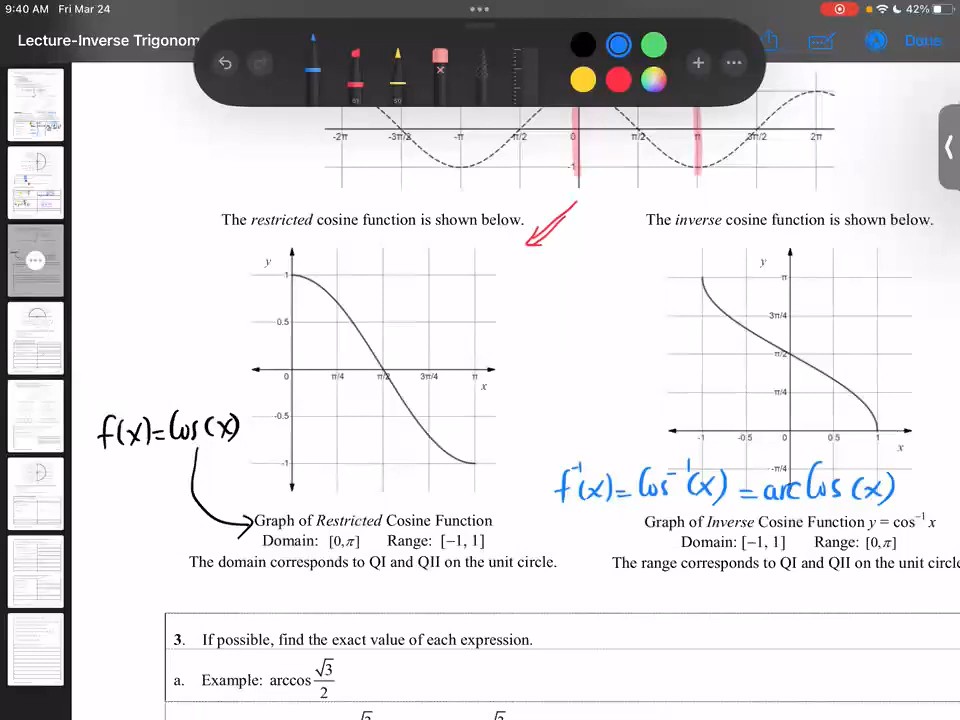 9:40 AM Fri Mar 24
42%
Lecture-Inverse Trigonom
Done
-2π -3π/2 -π -π/2 0 π/2 π 3π/2 2π
-1
The restricted cosine function is shown below.
The inverse cosine function is shown below.
y
1
0.5
0 π/4 π/2 3π/4 π
x
-0.5
-1
y
π
3π/4
π/2
π/4
-1 -0.5 0 0.5 1
x
-π/4
f(x)=Cos(x)
f⁻¹(x)=Cos⁻¹(x) = arcCos(x)
Graph of Restricted Cosine Function
Domain: [0,π] Range: [−1, 1]
The domain corresponds to QI and QII on the unit circle.
Graph of Inverse Cosine Function y = cos⁻¹ x
Domain: [−1, 1] Range: [0,π]
The range corresponds to QI and QII on the unit circle
3. If possible, find the exact value of each expression.
a. Example: arccos √3/2